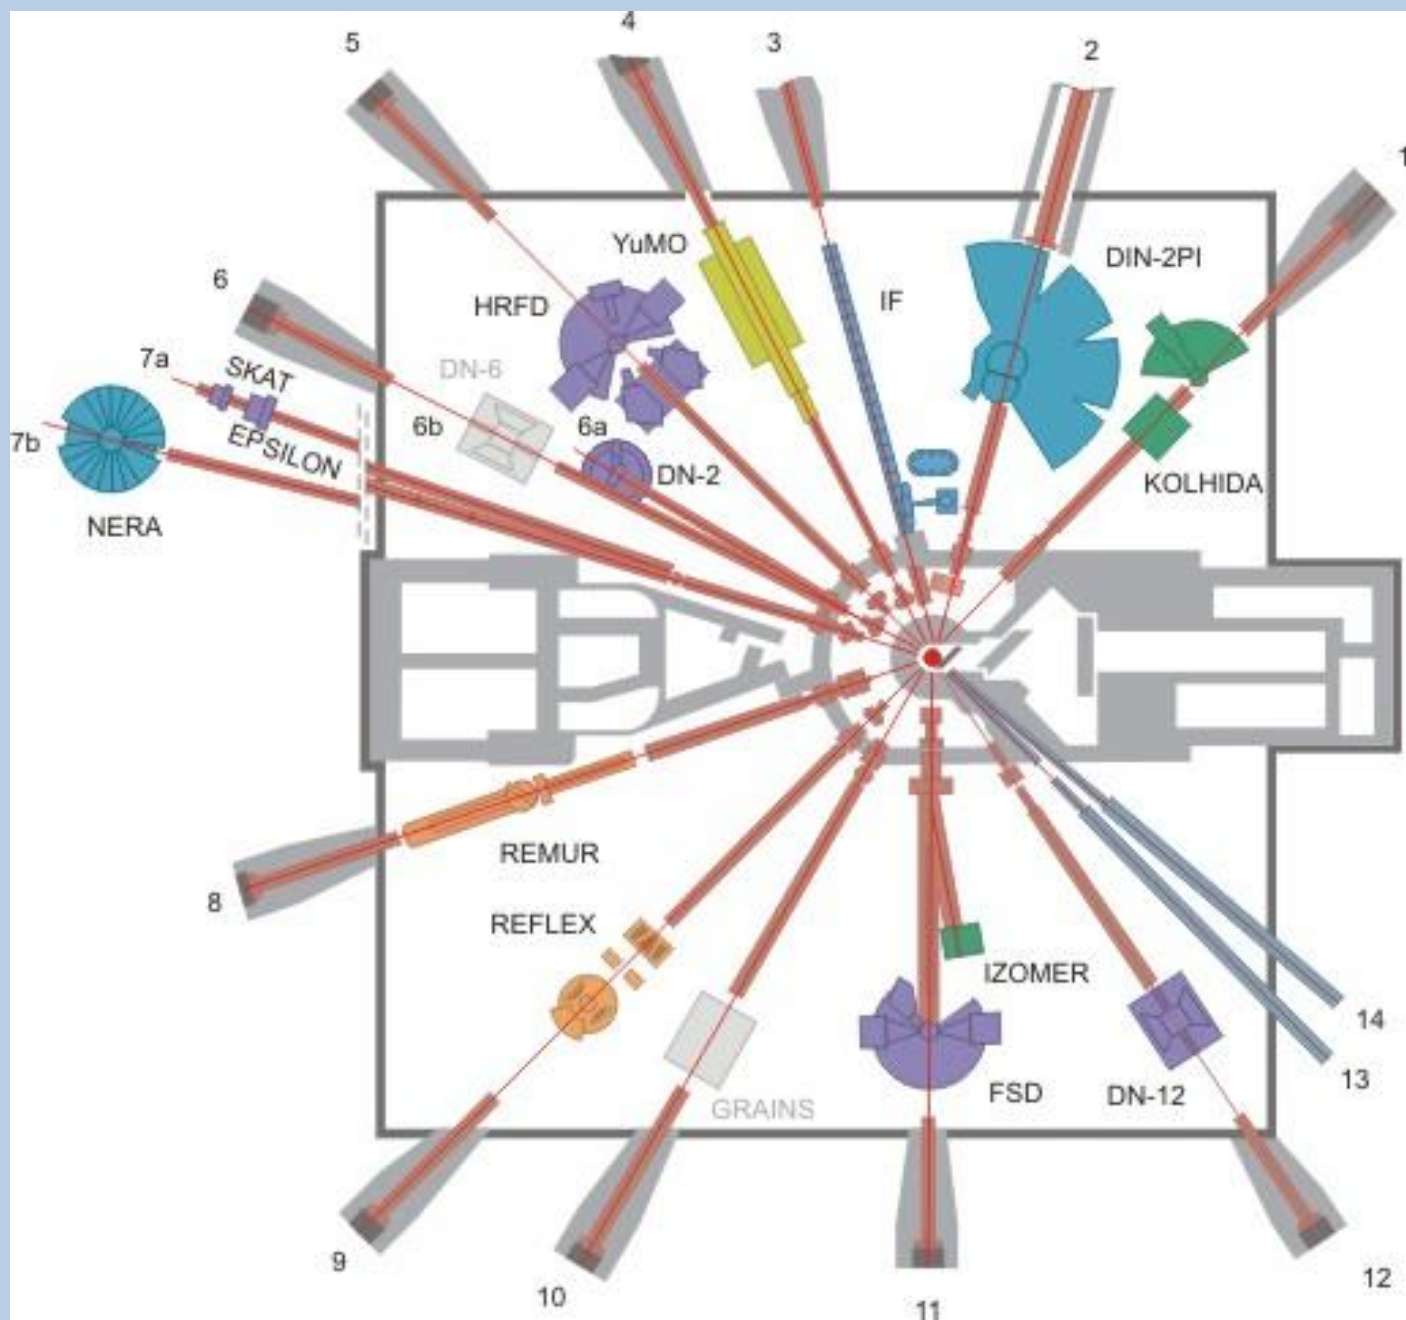 4
3
5
2
1
YuMO
DIN-2PI
6
IF
HRFD
7a
SKAT
DN-6
6b
6a
7b
EPSILON
DN-2
KOLHIDA
NERA
REMUR
8
REFLEX
IZOMER
14
13
GRAINS
FSD
DN-12
9
12
10
11